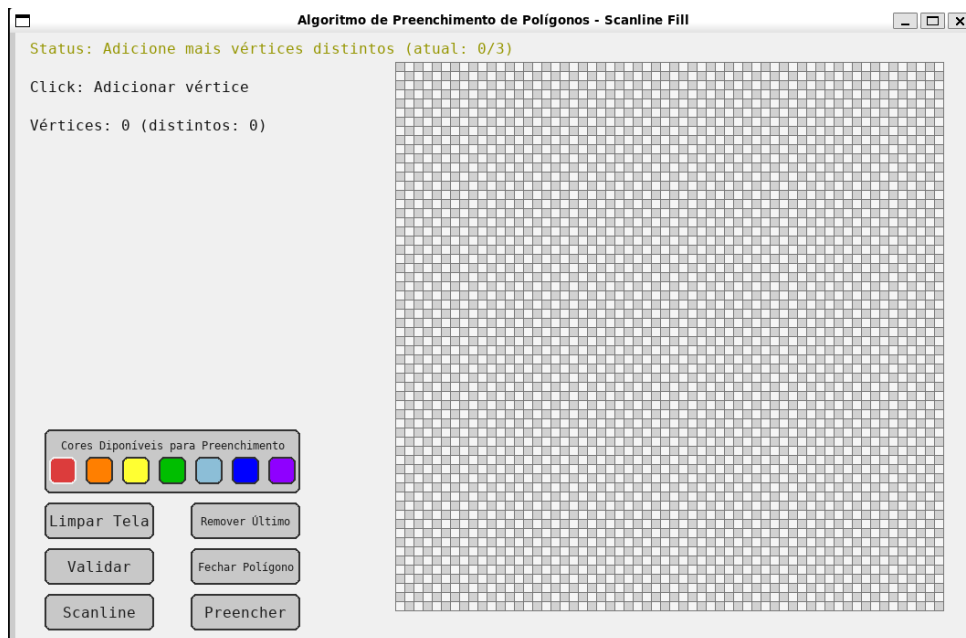 Algoritmo de Preenchimento de Polígonos - Scanline Fill
Status: Adicione mais vértices distintos (atual: 0/3)
Click: Adicionar vértice
Vértices: 0 (distintos: 0)
Cores Diponíveis para Preenchimento
Limpar Tela
Remover Último
Validar
Fechar Polígono
Scanline
Preencher